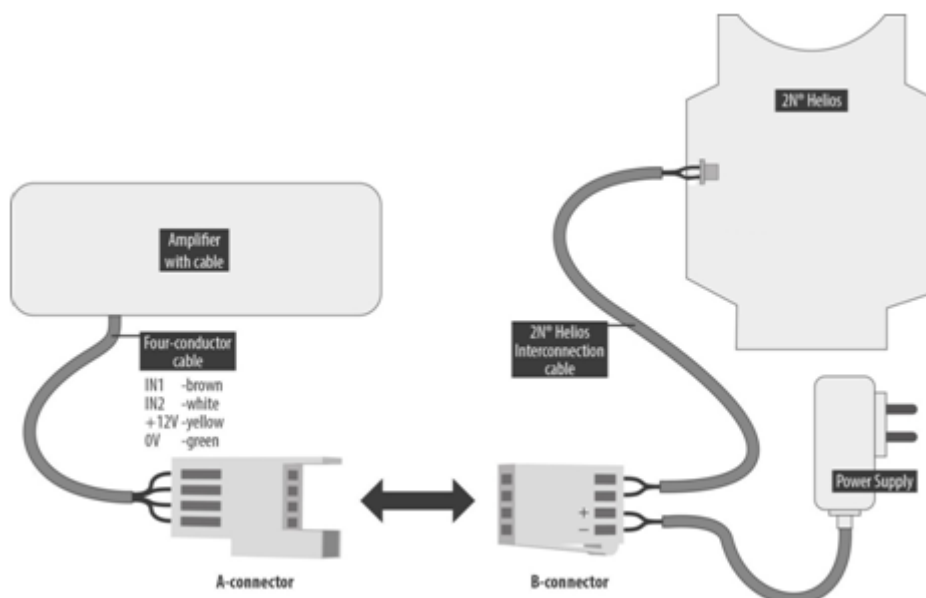 2N® Helios
Amplifier
with cable
Four-conductor
cable
IN1 -brown
IN2 -white
+12V -yellow
0V -green
2N® Helios
Interconnection
cable
Power Supply
+
−
A-connector
B-connector